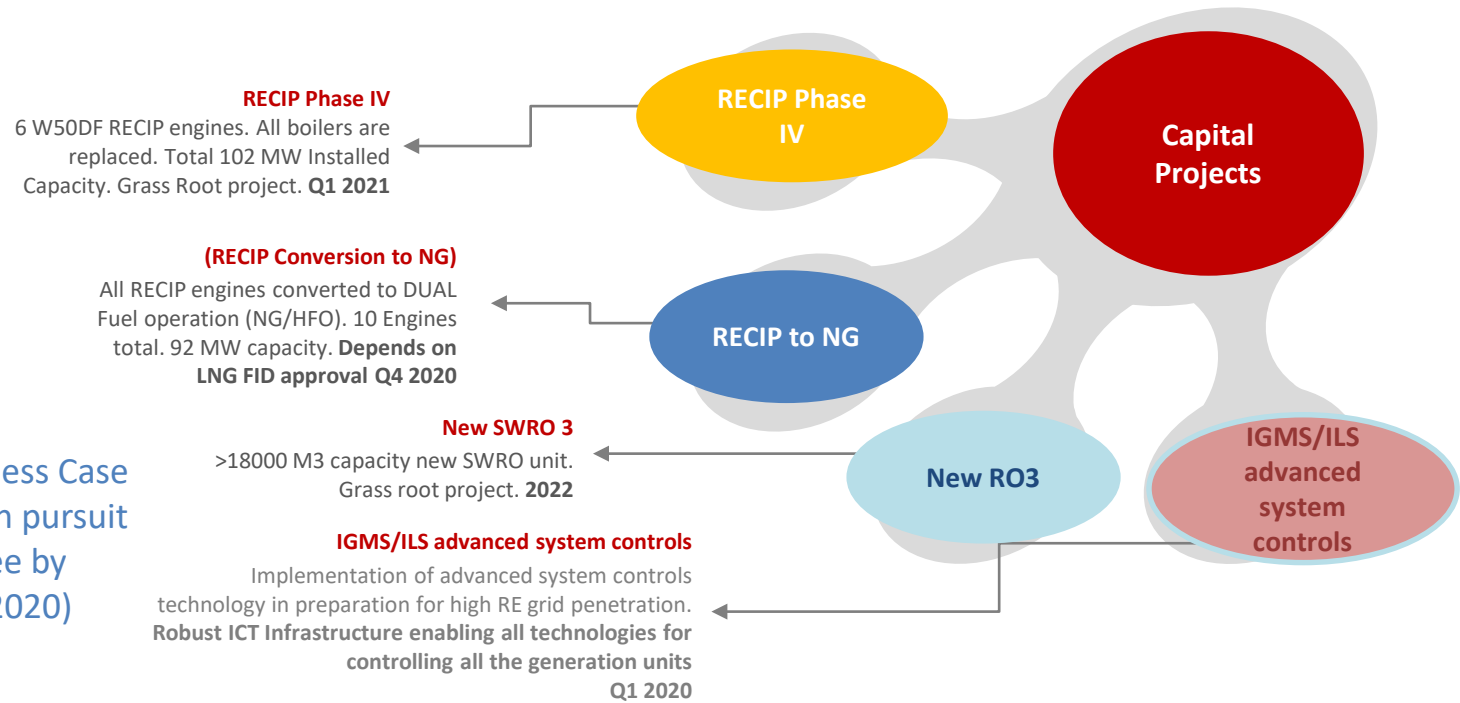 RECIP Phase IV
6 W50DF RECIP engines. All boilers are
replaced. Total 102 MW Installed
Capacity. Grass Root project. Q1 2021
(RECIP Conversion to NG)
All RECIP engines converted to DUAL
Fuel operation (NG/HFO). 10 Engines
total. 92 MW capacity. Depends on
LNG FID approval Q4 2020
New SWRO 3
>18000 M3 capacity new SWRO unit.
Grass root project. 2022
IGMS/ILS advanced system controls
Implementation of advanced system controls
technology in preparation for high RE grid penetration.
Robust ICT Infrastructure enabling all technologies for
controlling all the generation units
Q1 2020
ess Case
n pursuit
ee by
2020)
RECIP Phase
IV
Capital
Projects
RECIP to NG
New RO3
IGMS/ILS
advanced
system
controls